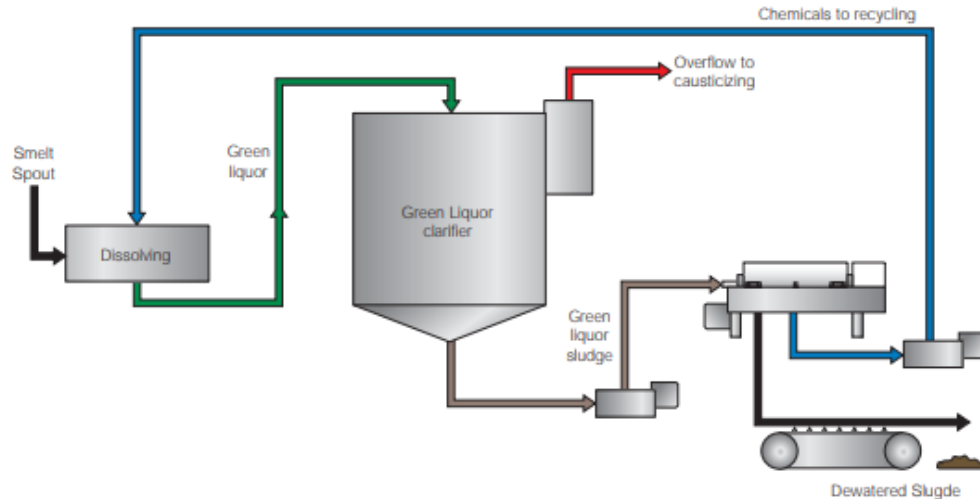 Chemicals to recycling
Overflow to
causticizing
Smelt
Spout
Green
liquor
Green Liquor
clarifier
Dissolving
Green
liquor
sludge
Dewatered Slugde